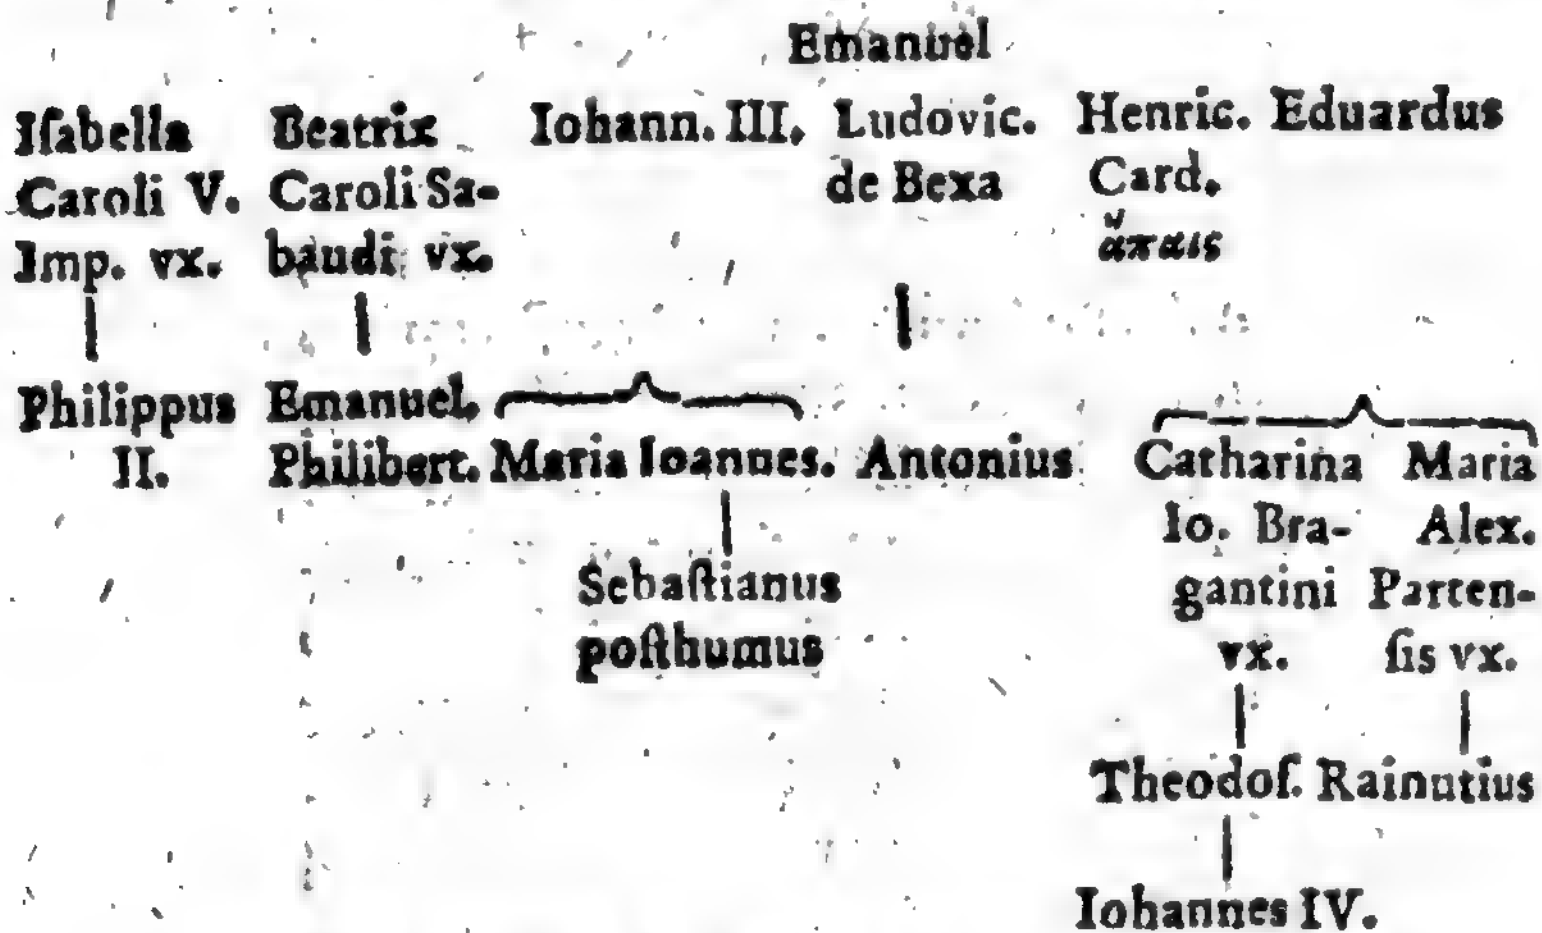 Emanuel
Iſabella Beatrix Iohann. III. Ludovic. Henric. Eduardus
Caroli V. Caroli Sa- de Bexa Card.
Imp. vx. baudi vx. ἄπαις
Philippus Emanuel.
II. Philibert. Maria Ioannes. Antonius Catharina Maria
Io. Bra- Alex.
Sebaſtianus gantini Parten-
poſthumus vx. ſis vx.
Theodoſ. Rainutius
Iohannes IV.